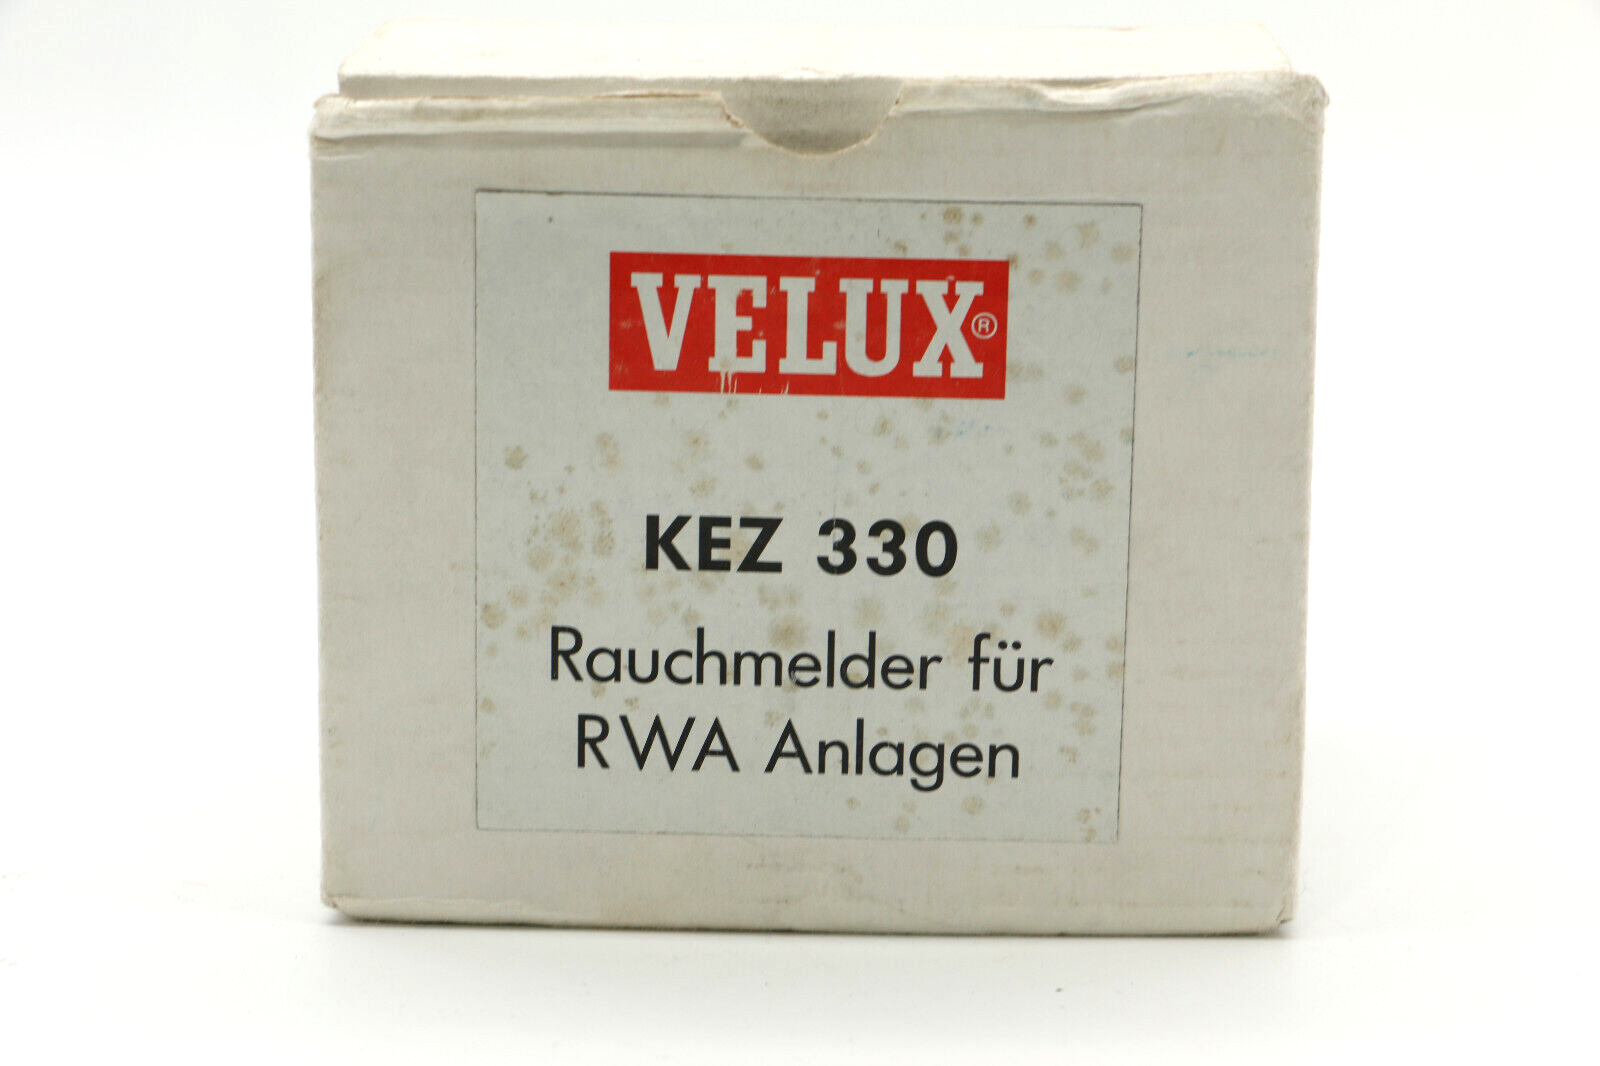 VELUX®
KEZ 330
Rauchmelder für
RWA Anlagen